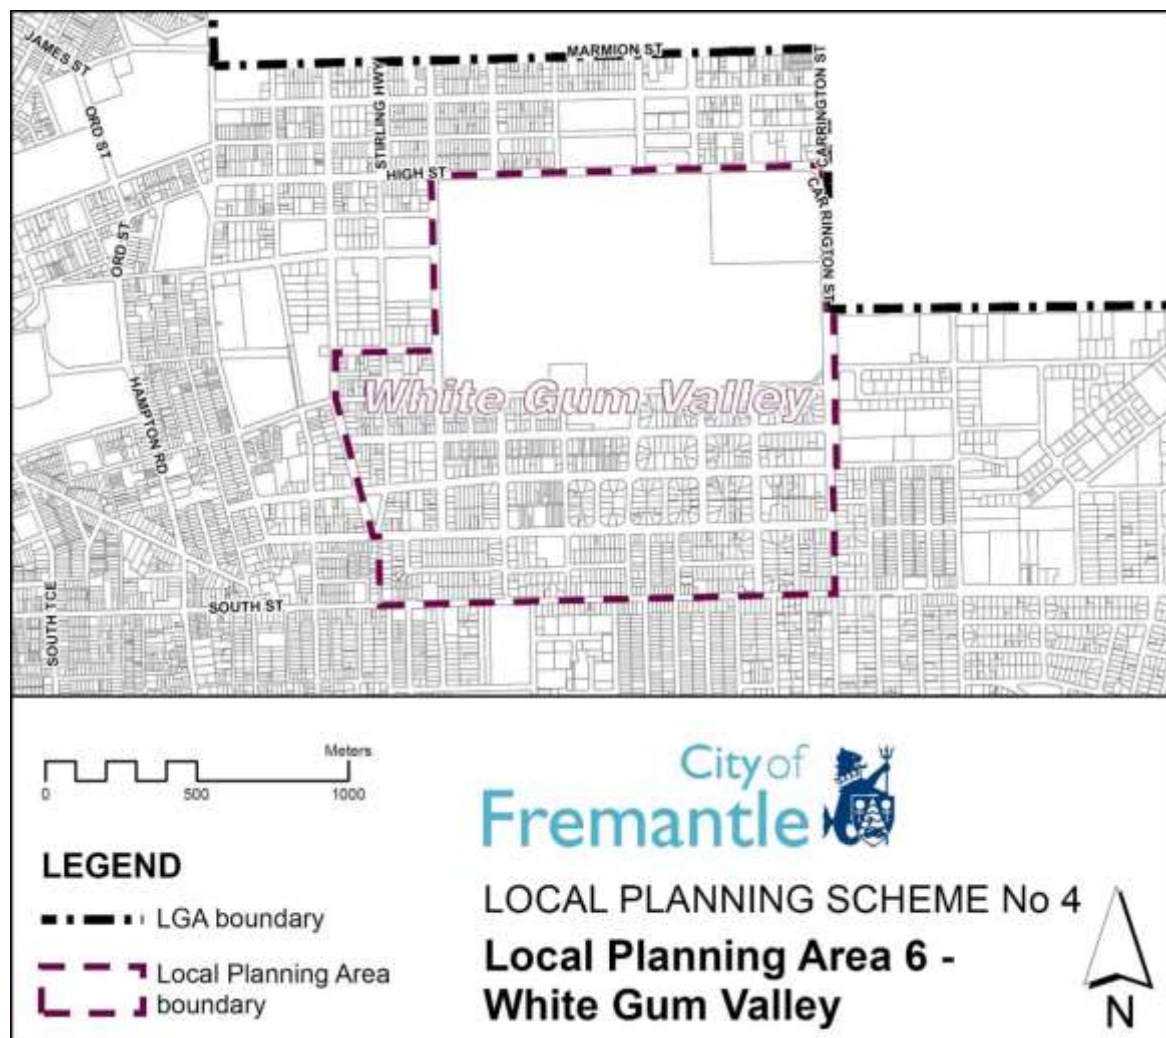 JAMES ST
MARMION ST
ORD ST
STIRLING HWY
CARRINGTON ST
HIGH ST
CARRINGTON ST
ORD ST
HAMPTON RD
White Gum Valley
SOUTH TCE
SOUTH ST
Meters
0 500 1000
LEGEND
LGA boundary
Local Planning Area
boundary
City of
Fremantle
LOCAL PLANNING SCHEME No 4
Local Planning Area 6 -
White Gum Valley
N